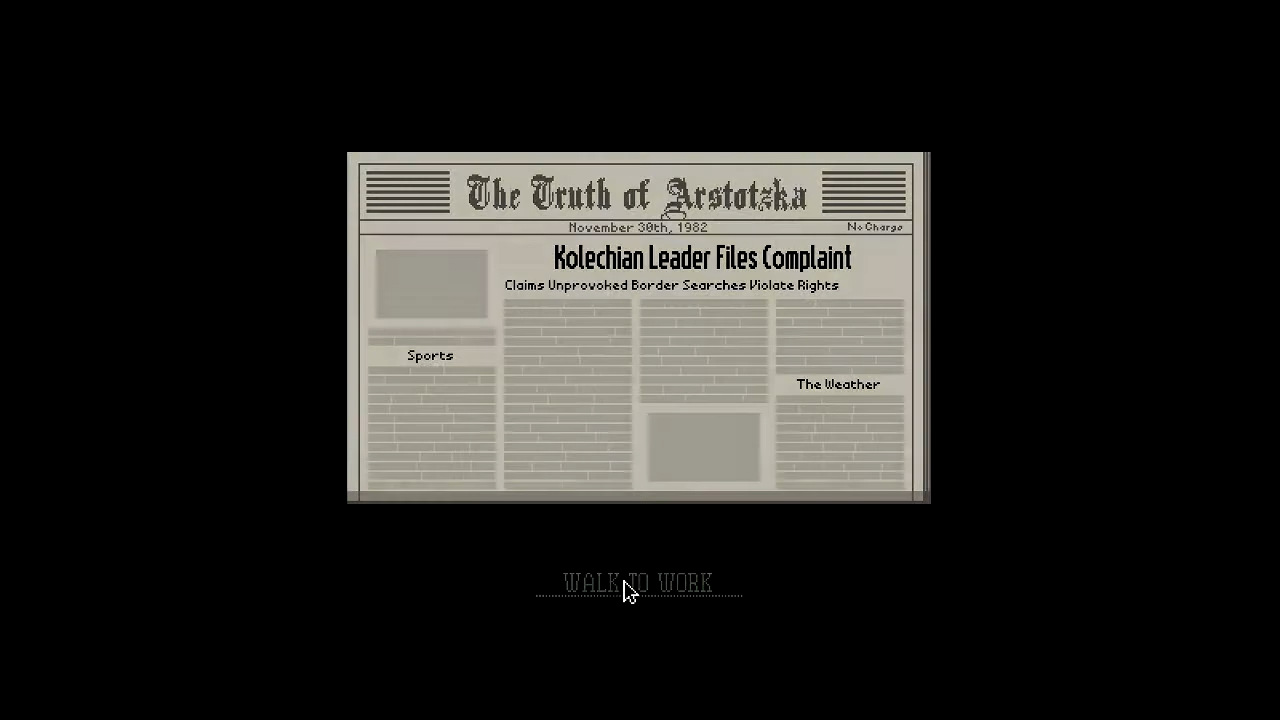 The Truth of Arstotzka
November 30th, 1982
No Charge
Kolechian Leader Files Complaint
Claims Unprovoked Border Searches Violate Rights
Sports
The Weather
WALK TO WORK